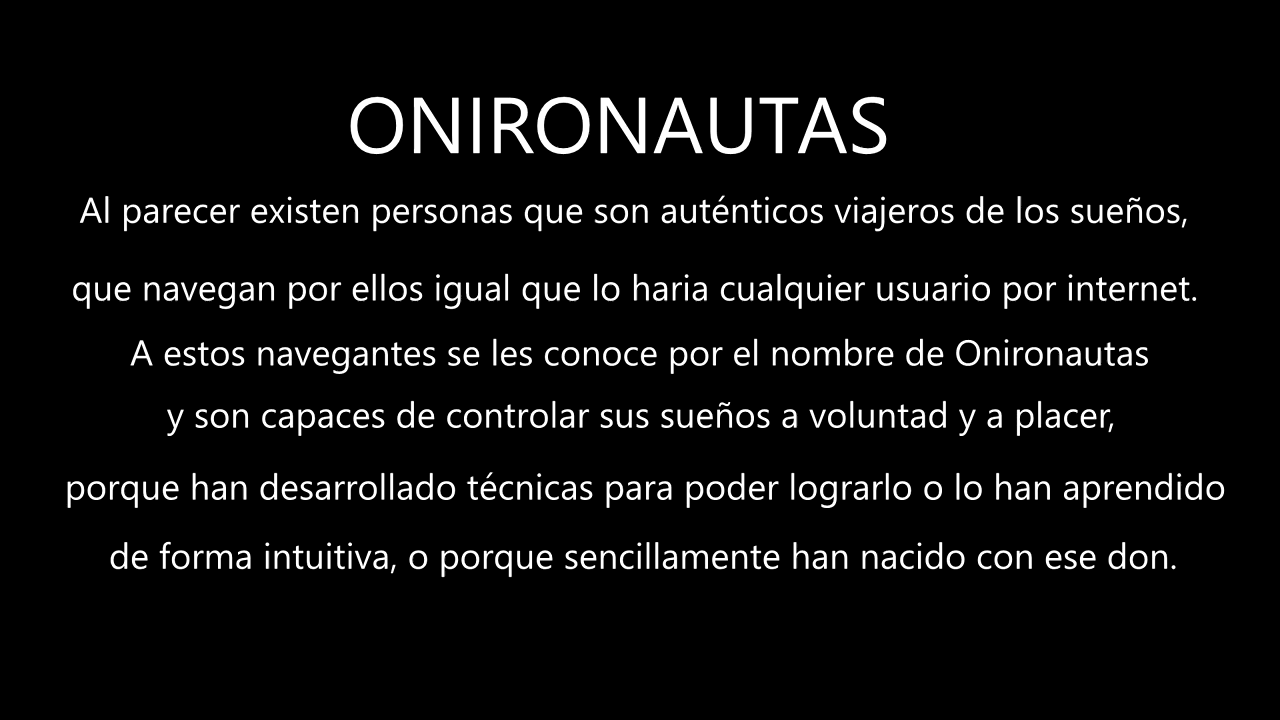 ONIRONAUTAS
Al parecer existen personas que son auténticos viajeros de los sueños,
que navegan por ellos igual que lo haria cualquier usuario por internet.
A estos navegantes se les conoce por el nombre de Onironautas
y son capaces de controlar sus sueños a voluntad y a placer,
porque han desarrollado técnicas para poder lograrlo o lo han aprendido
de forma intuitiva, o porque sencillamente han nacido con ese don.